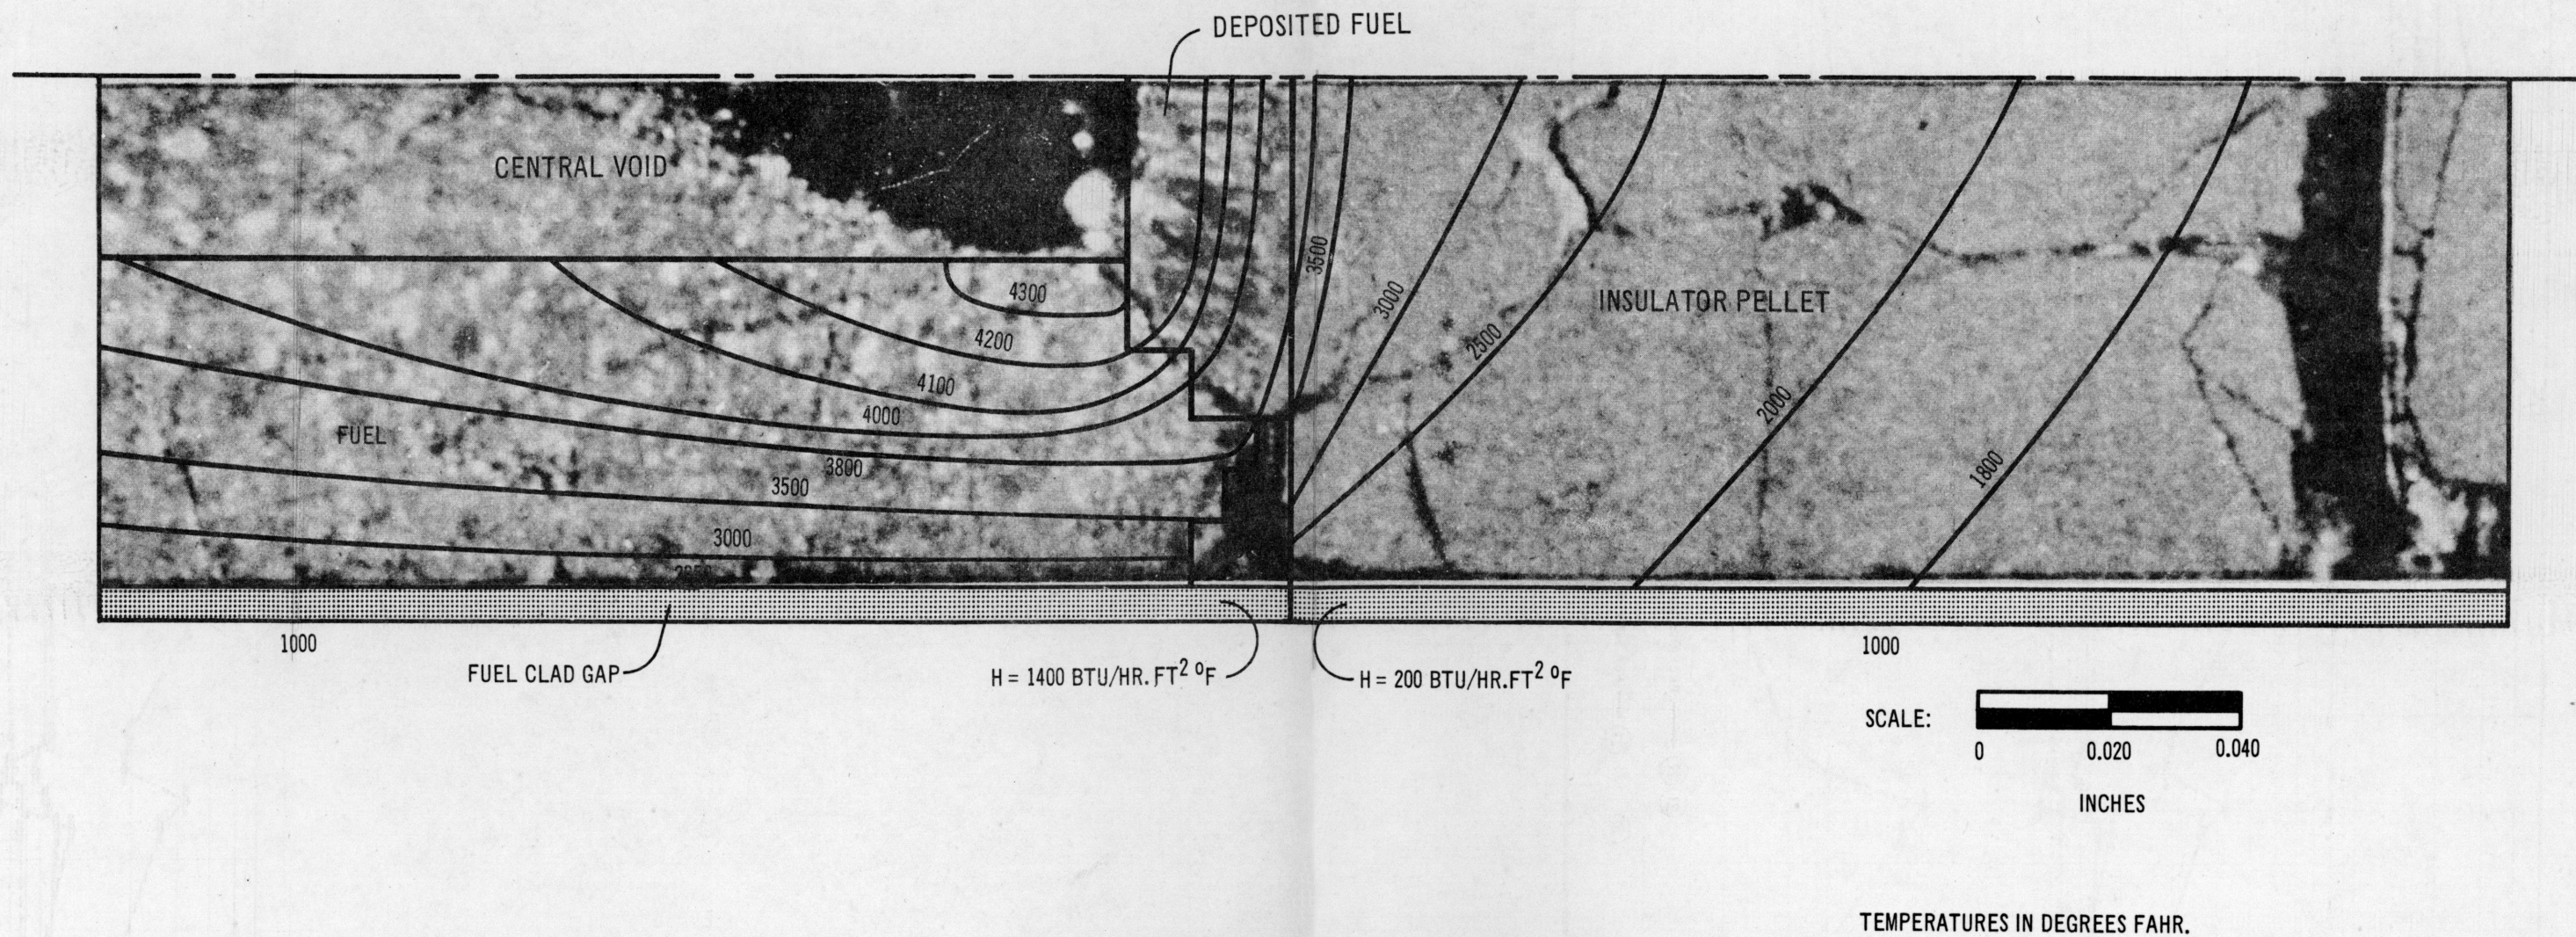 DEPOSITED FUEL
CENTRAL VOID
4300
4200
4100
4000
FUEL
3800
3500
3000
3500
3000
2500
INSULATOR PELLET
2000
1800
1000
FUEL CLAD GAP
H = 1400 BTU/HR. FT² ⁰F
H = 200 BTU/HR.FT² ⁰F
1000
SCALE:
0 0.020 0.040
INCHES
TEMPERATURES IN DEGREES FAHR.